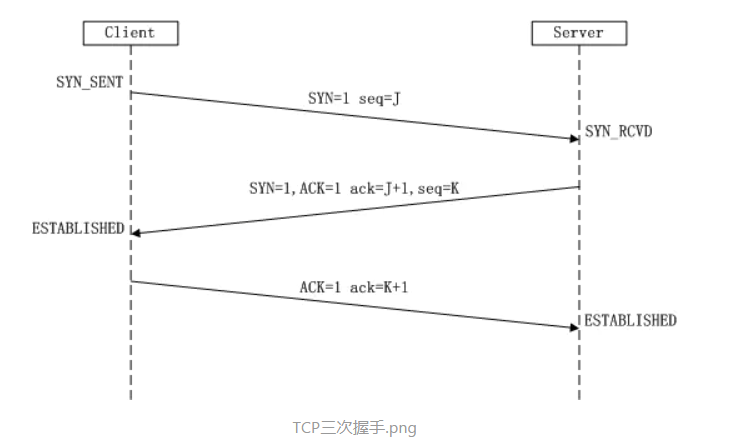 Client
Server
SYN_SENT
SYN=1 seq=J
SYN_RCVD
SYN=1,ACK=1 ack=J+1,seq=K
ESTABLISHED
ACK=1 ack=K+1
ESTABLISHED
TCP三次握手.png